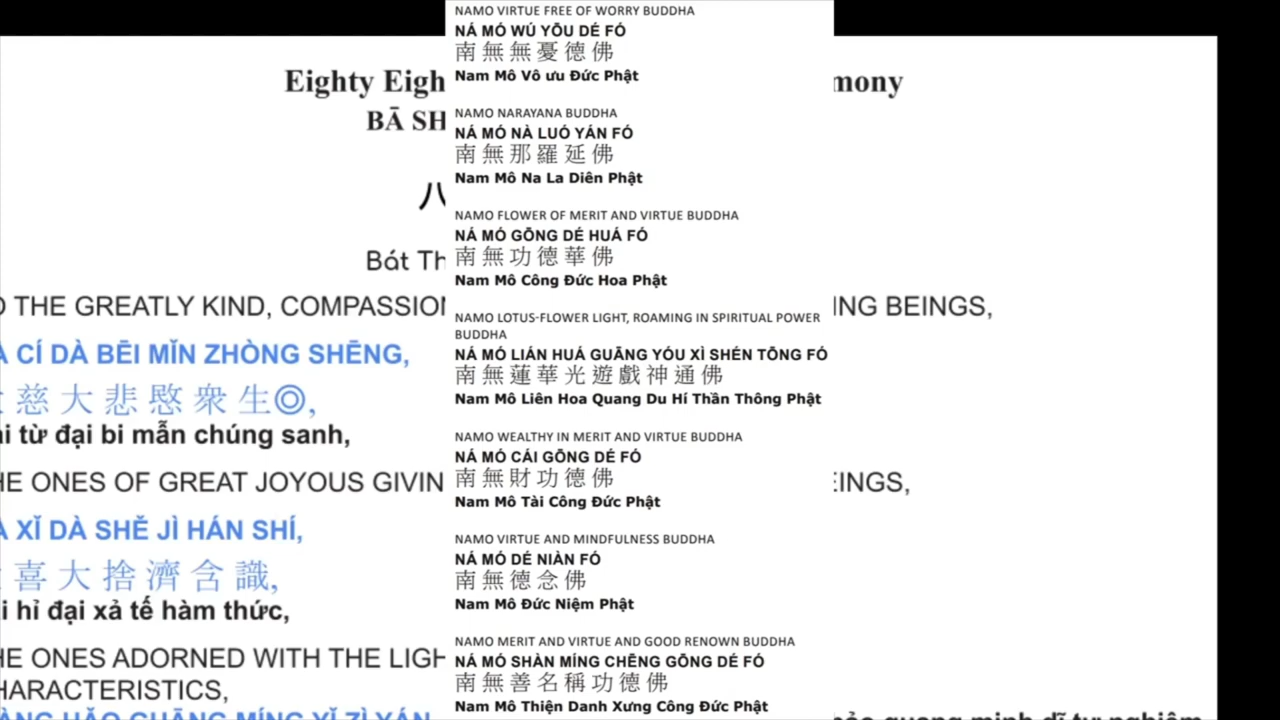 NAMO VIRTUE FREE OF WORRY BUDDHA
NÁ MÓ WÚ YŌU DÉ FÓ
南無無憂德佛
Nam Mô Vô ưu Đức Phật
NAMO NARAYANA BUDDHA
NÁ MÓ NÀ LUÓ YÁN FÓ
南無那羅延佛
Nam Mô Na La Diên Phật
NAMO FLOWER OF MERIT AND VIRTUE BUDDHA
NÁ MÓ GŌNG DÉ HUÁ FÓ
南無功德華佛
Nam Mô Công Đức Hoa Phật
NAMO LOTUS-FLOWER LIGHT, ROAMING IN SPIRITUAL POWER
BUDDHA
NÁ MÓ LIÁN HUÁ GUĀNG YÓU XÌ SHÉN TŌNG FÓ
南無蓮華光遊戲神通佛
Nam Mô Liên Hoa Quang Du Hí Thần Thông Phật
NAMO WEALTHY IN MERIT AND VIRTUE BUDDHA
NÁ MÓ CÁI GŌNG DÉ FÓ
南無財功德佛
Nam Mô Tài Công Đức Phật
NAMO VIRTUE AND MINDFULNESS BUDDHA
NÁ MÓ DÉ NIÀN FÓ
南無德念佛
Nam Mô Đức Niệm Phật
NAMO MERIT AND VIRTUE AND GOOD RENOWN BUDDHA
NÁ MÓ SHÀN MÍNG CHĒNG GŌNG DÉ FÓ
南無善名稱功德佛
Nam Mô Thiện Danh Xưng Công Đức Phật
Eighty Eigh mony
BĀ SH
八
Bát Th
THE GREATLY KIND, COMPASSION ING BEINGS,
CÍ DÀ BĒI MǏN ZHÒNG SHĒNG,
慈大悲愍衆生◎,
từ đại bi mẫn chúng sanh,
HE ONES OF GREAT JOYOUS GIVIN EINGS,
XǏ DÀ SHĚ JÌ HÁN SHÍ,
喜大捨濟含識,
hỉ đại xả tế hàm thức,
HE ONES ADORNED WITH THE LIGH
HARACTERISTICS,
HǍO GUĀNG MÍNG YǏ ZÌ YÁN
hảo quang minh dĩ tự nghiêm